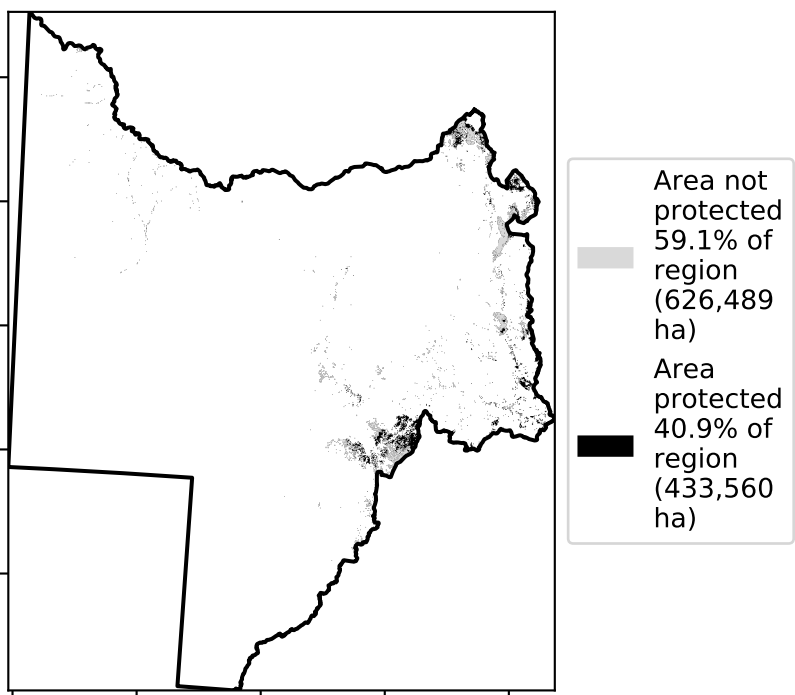 Area not
protected
59.1% of
region
(626,489
ha)
Area
protected
40.9% of
region
(433,560
ha)